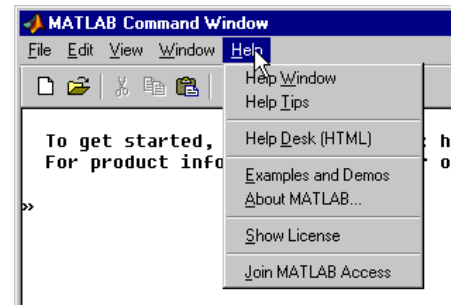 MATLAB Command Window
File Edit View Window Help
Help Window
Help Tips
To get started, : h
Help Desk (HTML)
For product info r o
Examples and Demos
About MATLAB...
»
Show License
Join MATLAB Access